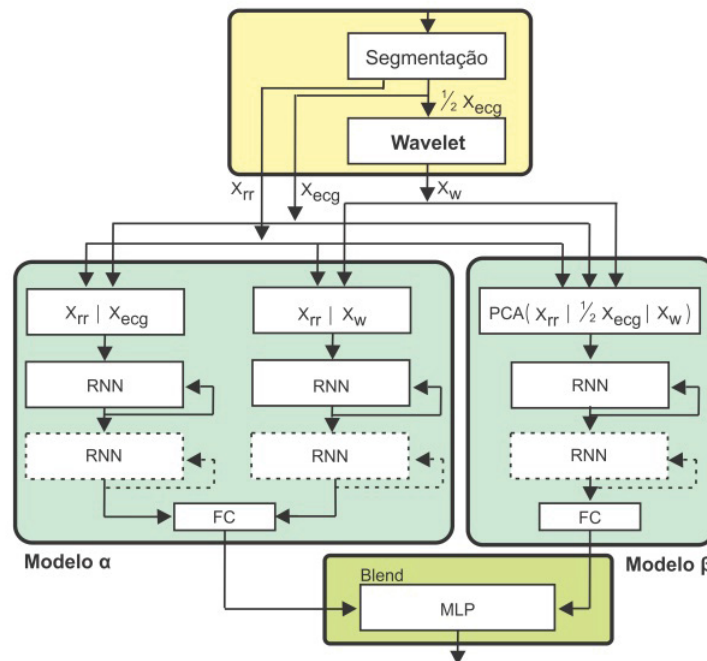 Segmentação
½ Xecg
Wavelet
Xrr
Xecg
Xw
Xrr | Xecg
Xrr | Xw
PCA( Xrr | ½ Xecg | Xw )
RNN
RNN
RNN
RNN
RNN
RNN
FC
FC
Modelo α
Modelo β
Blend
MLP